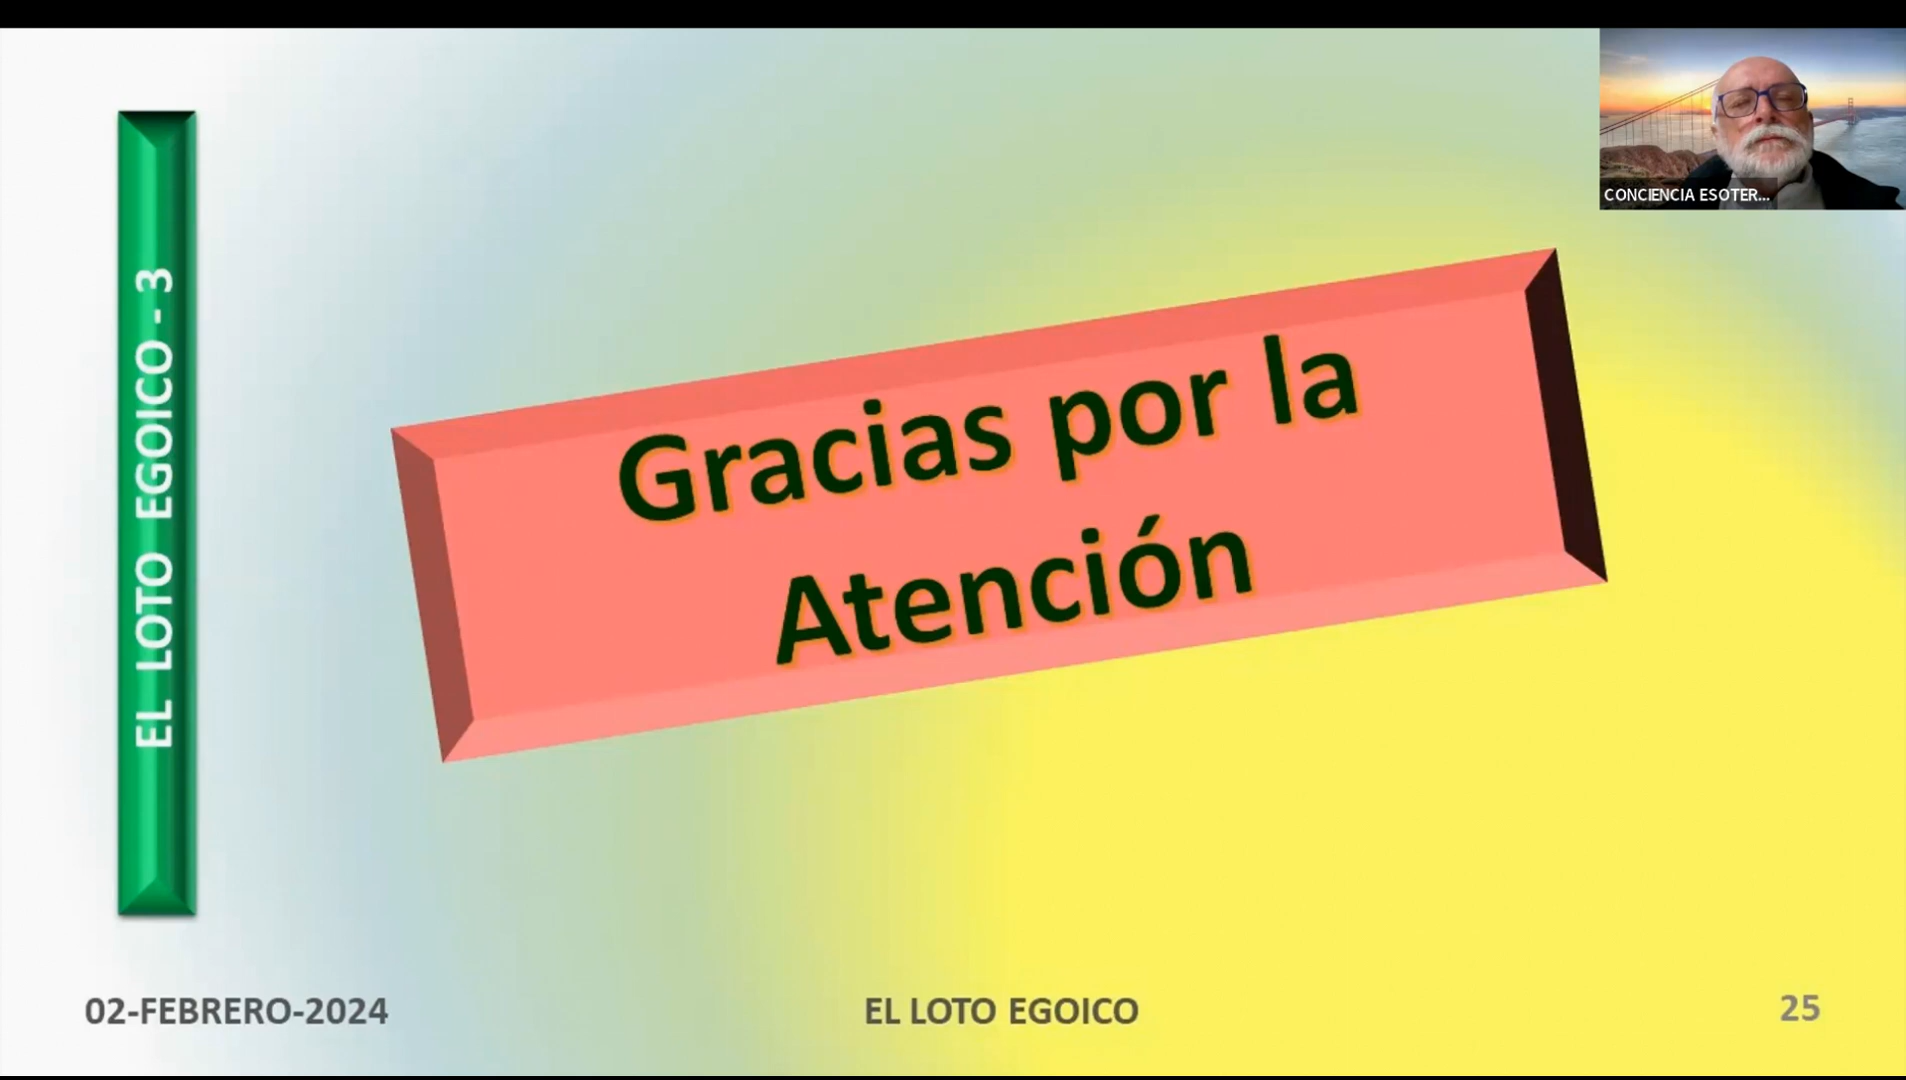 CONCIENCIA ESOTER...
EL LOTO EGOICO - 3
Gracias por la
Atención
02-FEBRERO-2024
EL LOTO EGOICO
25